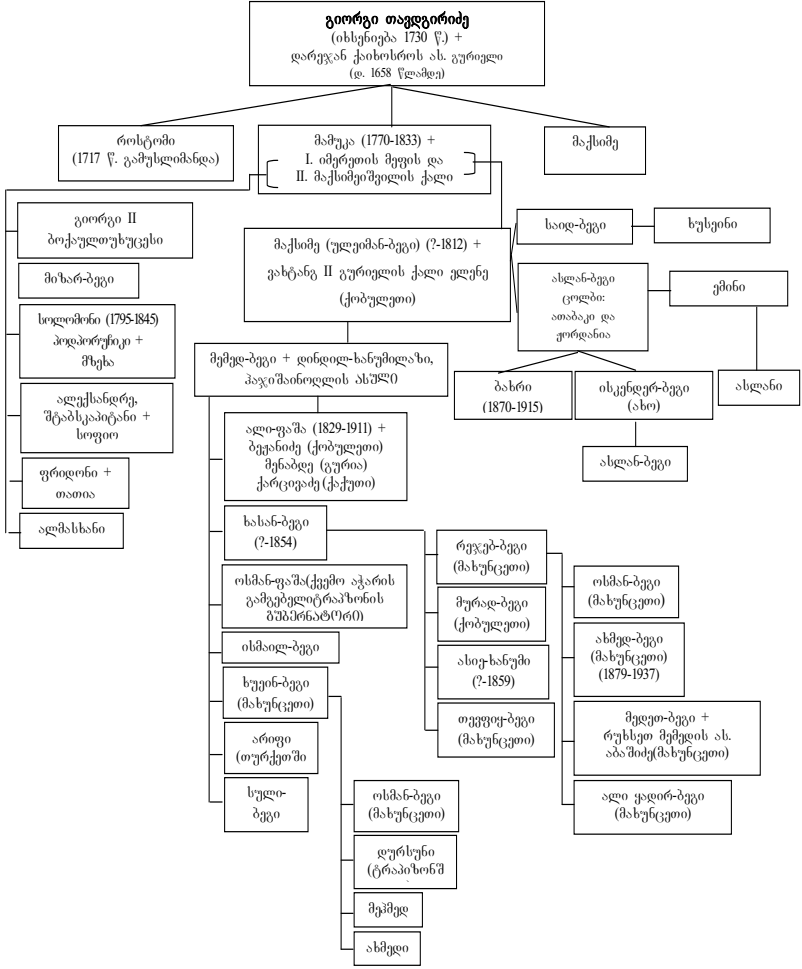 გიორგი თავდგირიძე
(იხსენიება 1730 წ.) +
დარეჯან ქაიხოსროს ას. გურიელი
(დ. 1658 წლამდე)
როსტომი
(1717 წ. გამუსლიმანდა)
მამუკა (1770-1833) +
I. იმერეთის მეფის და
II. მაქსიმეიშვილის ქალი
მაქსიმე
გიორგი II
ბოქაულთუხუცესი
მიზარ-ბეგი
სოლომონი (1795-1845)
პოდპორუჩიკი +
მზეხა
ალექსანდრე,
შტაბსკაპიტანი +
სოფიო
ფრიდონი +
თათია
ალმასხანი
მაქსიმე (ულეიმან-ბეგი) (?-1812) +
ვახტანგ II გურიელის ქალი ელენე
(ქობულეთი)
საიდ-ბეგი
ხუსეინი
ასლან-ბეგი
ცოლბი:
ათაბაკი და
ჟორდანია
ემინი
ბახრი
(1870-1915)
ისკენდერ-ბეგი
(ახო)
ასლანი
ასლან-ბეგი
მემედ-ბეგი + დინდილ-ხანუმილაზი,
ჰაჯიშაინოღლის ასული
ალი-ფაშა (1829-1911) +
ბეჟანიძე (ქობულეთი)
მენაბდე (გურია)
ქარცივაძე (ქაქუთი)
ხასან-ბეგი
(?-1854)
ოსმან-ფაშა(ქვემო აჭარის
გამგებელიტრაპზონის
გუბერნატორი)
ისმაილ-ბეგი
ხუეინ-ბეგი
(მახუნცეთი)
არიფი
(თურქეთში
სული-
ბეგი
რეჯებ-ბეგი
(მახუნცეთი)
მურად-ბეგი
(ქობულეთი)
ასიე-ხანუმი
(?-1859)
თევფიყ-ბეგი
(მახუნცეთი)
ოსმან-ბეგი
(მახუნცეთი)
ახმედ-ბეგი
(მახუნცეთი)
(1879-1937)
მედეთ-ბეგი +
რუხსეთ მემედის ას.
აბაშიძე(მახუნცეთი)
ალი ყადირ-ბეგი
(მახუნცეთი)
ოსმან-ბეგი
(მახუნცეთი)
დურსუნი
(ტრაპიზონშ
მეჰმედ
ახმედი